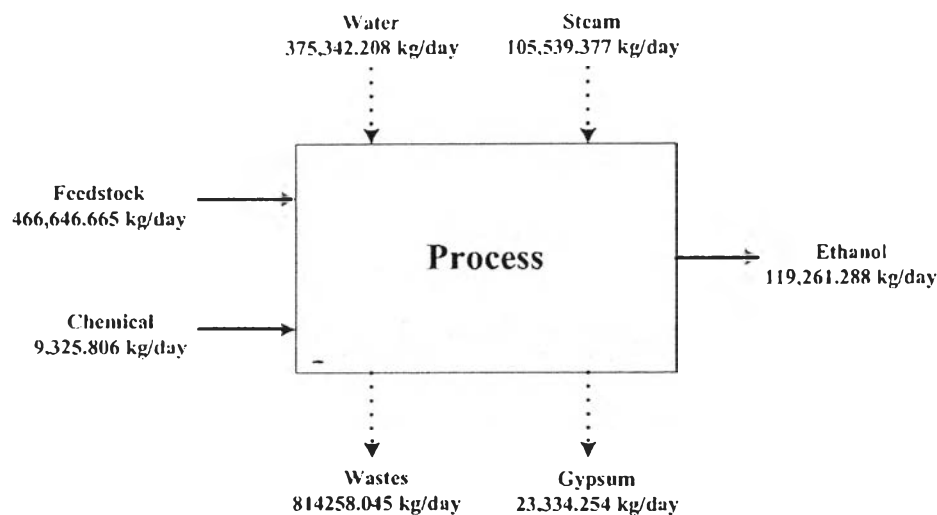 Water
375,342.208 kg/day
Steam
105,539.377 kg/day
Feedstock
466,646.665 kg/day
Process
Ethanol
119,261.288 kg/day
Chemical
9,325.806 kg/day
Wastes
814258.045 kg/day
Gypsum
23,334.254 kg/day